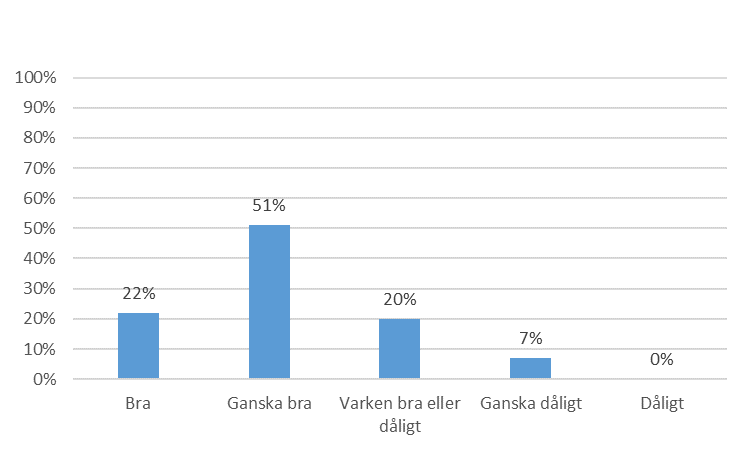 100%
90%
80%
70%
60%
50%
40%
30%
20%
10%
0%
22%
51%
20%
7%
0%
Bra
Ganska bra
Varken bra eller
dåligt
Ganska dåligt
Dåligt